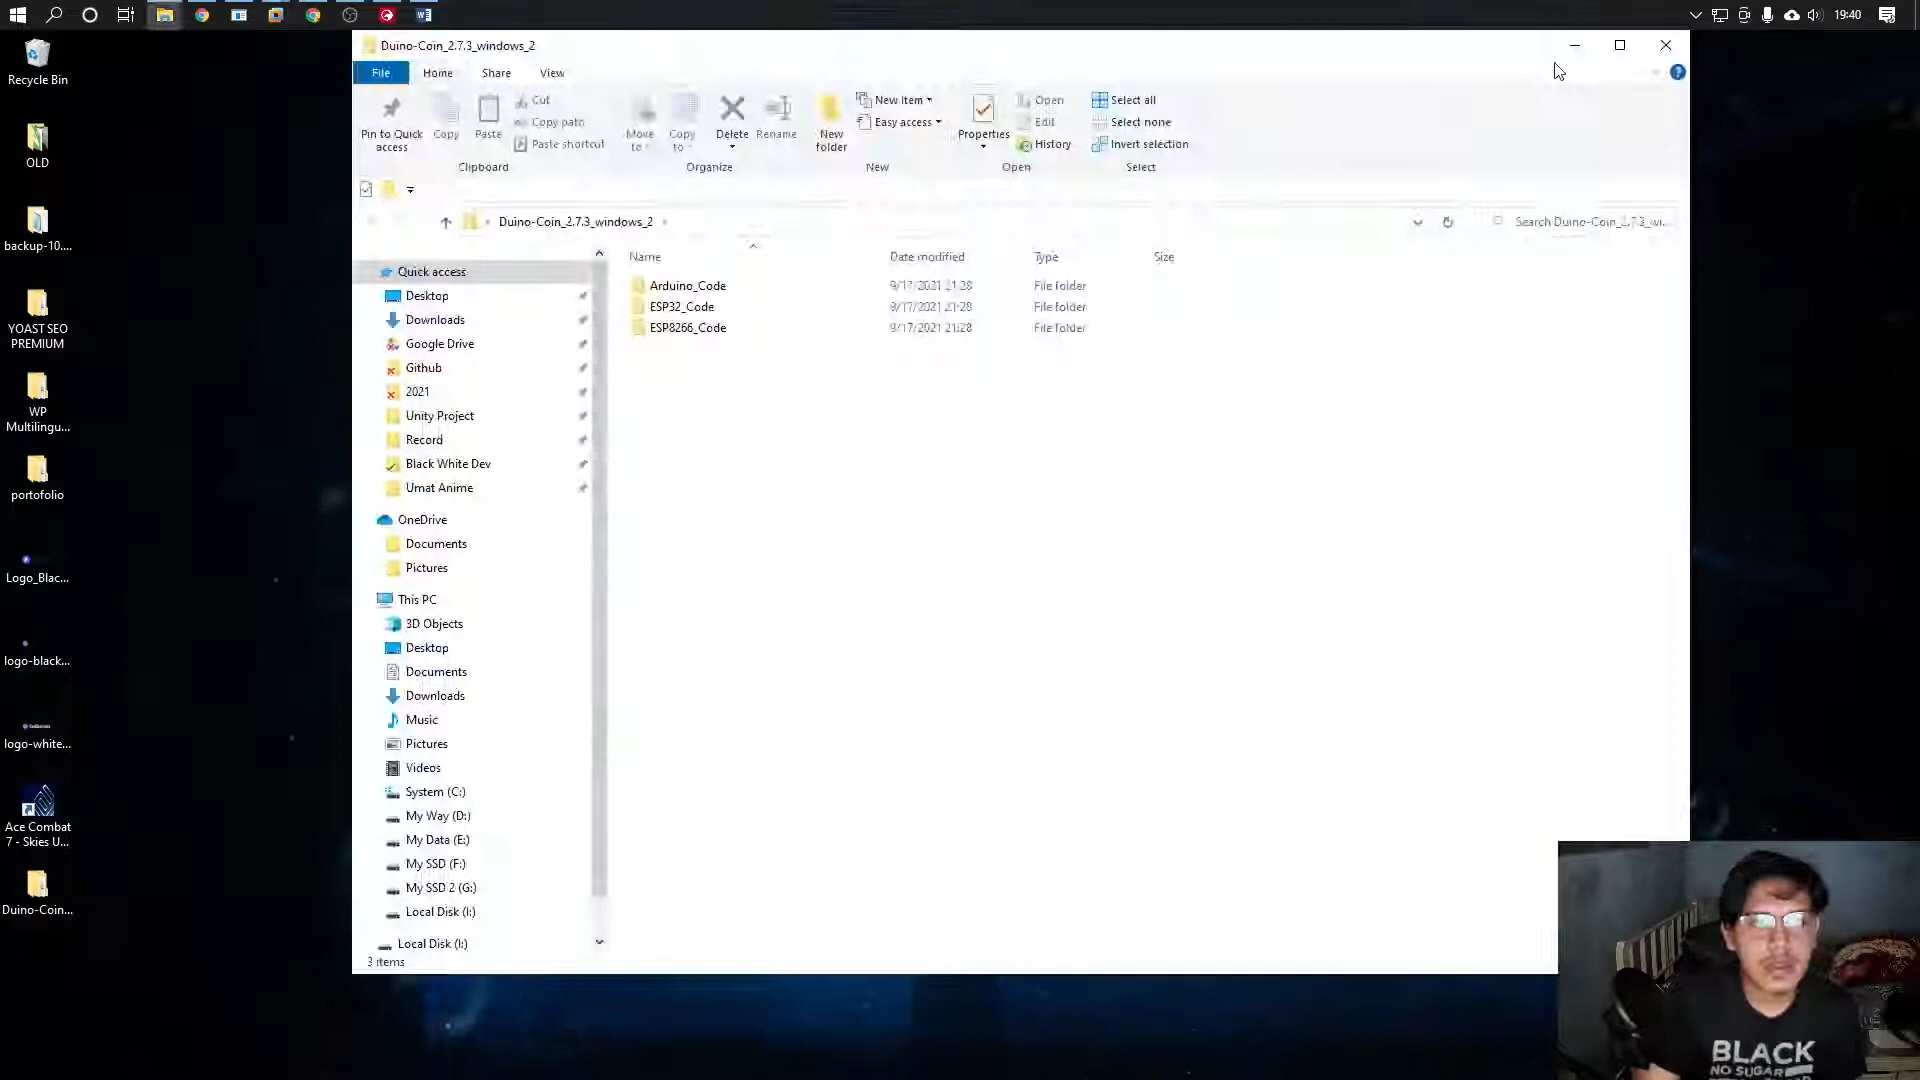 19:40
Recycle Bin
OLD
backup-10....
YOAST SEO
PREMIUM
WP
Multilingu...
portofolio
Logo_Blac...
logo-black...
logo-white...
Ace Combat
7 - Skies U...
Duino-Coin...
Duino-Coin_2.7.3_windows_2
File
Home
Share
View
Pin to Quick
access
Copy
Paste
Cut
Copy path
Paste shortcut
Clipboard
Move
to
Copy
to
Delete
Rename
Organize
New
folder
New item
Easy access
New
Properties
Open
Edit
History
Open
Select all
Select none
Invert selection
Select
Duino-Coin_2.7.3_windows_2
Search Duino-Coin_2.7.3_wi...
Name
Date modified
Type
Size
Arduino_Code
9/17/2021 21:28
File folder
ESP32_Code
9/17/2021 21:28
File folder
ESP8266_Code
9/17/2021 21:28
File folder
Quick access
Desktop
Downloads
Google Drive
Github
2021
Unity Project
Record
Black White Dev
Umat Anime
OneDrive
Documents
Pictures
This PC
3D Objects
Desktop
Documents
Downloads
Music
Pictures
Videos
System (C:)
My Way (D:)
My Data (E:)
My SSD (F:)
My SSD 2 (G:)
Local Disk (I:)
Local Disk (I:)
3 items
BLACK
NO SUGAR